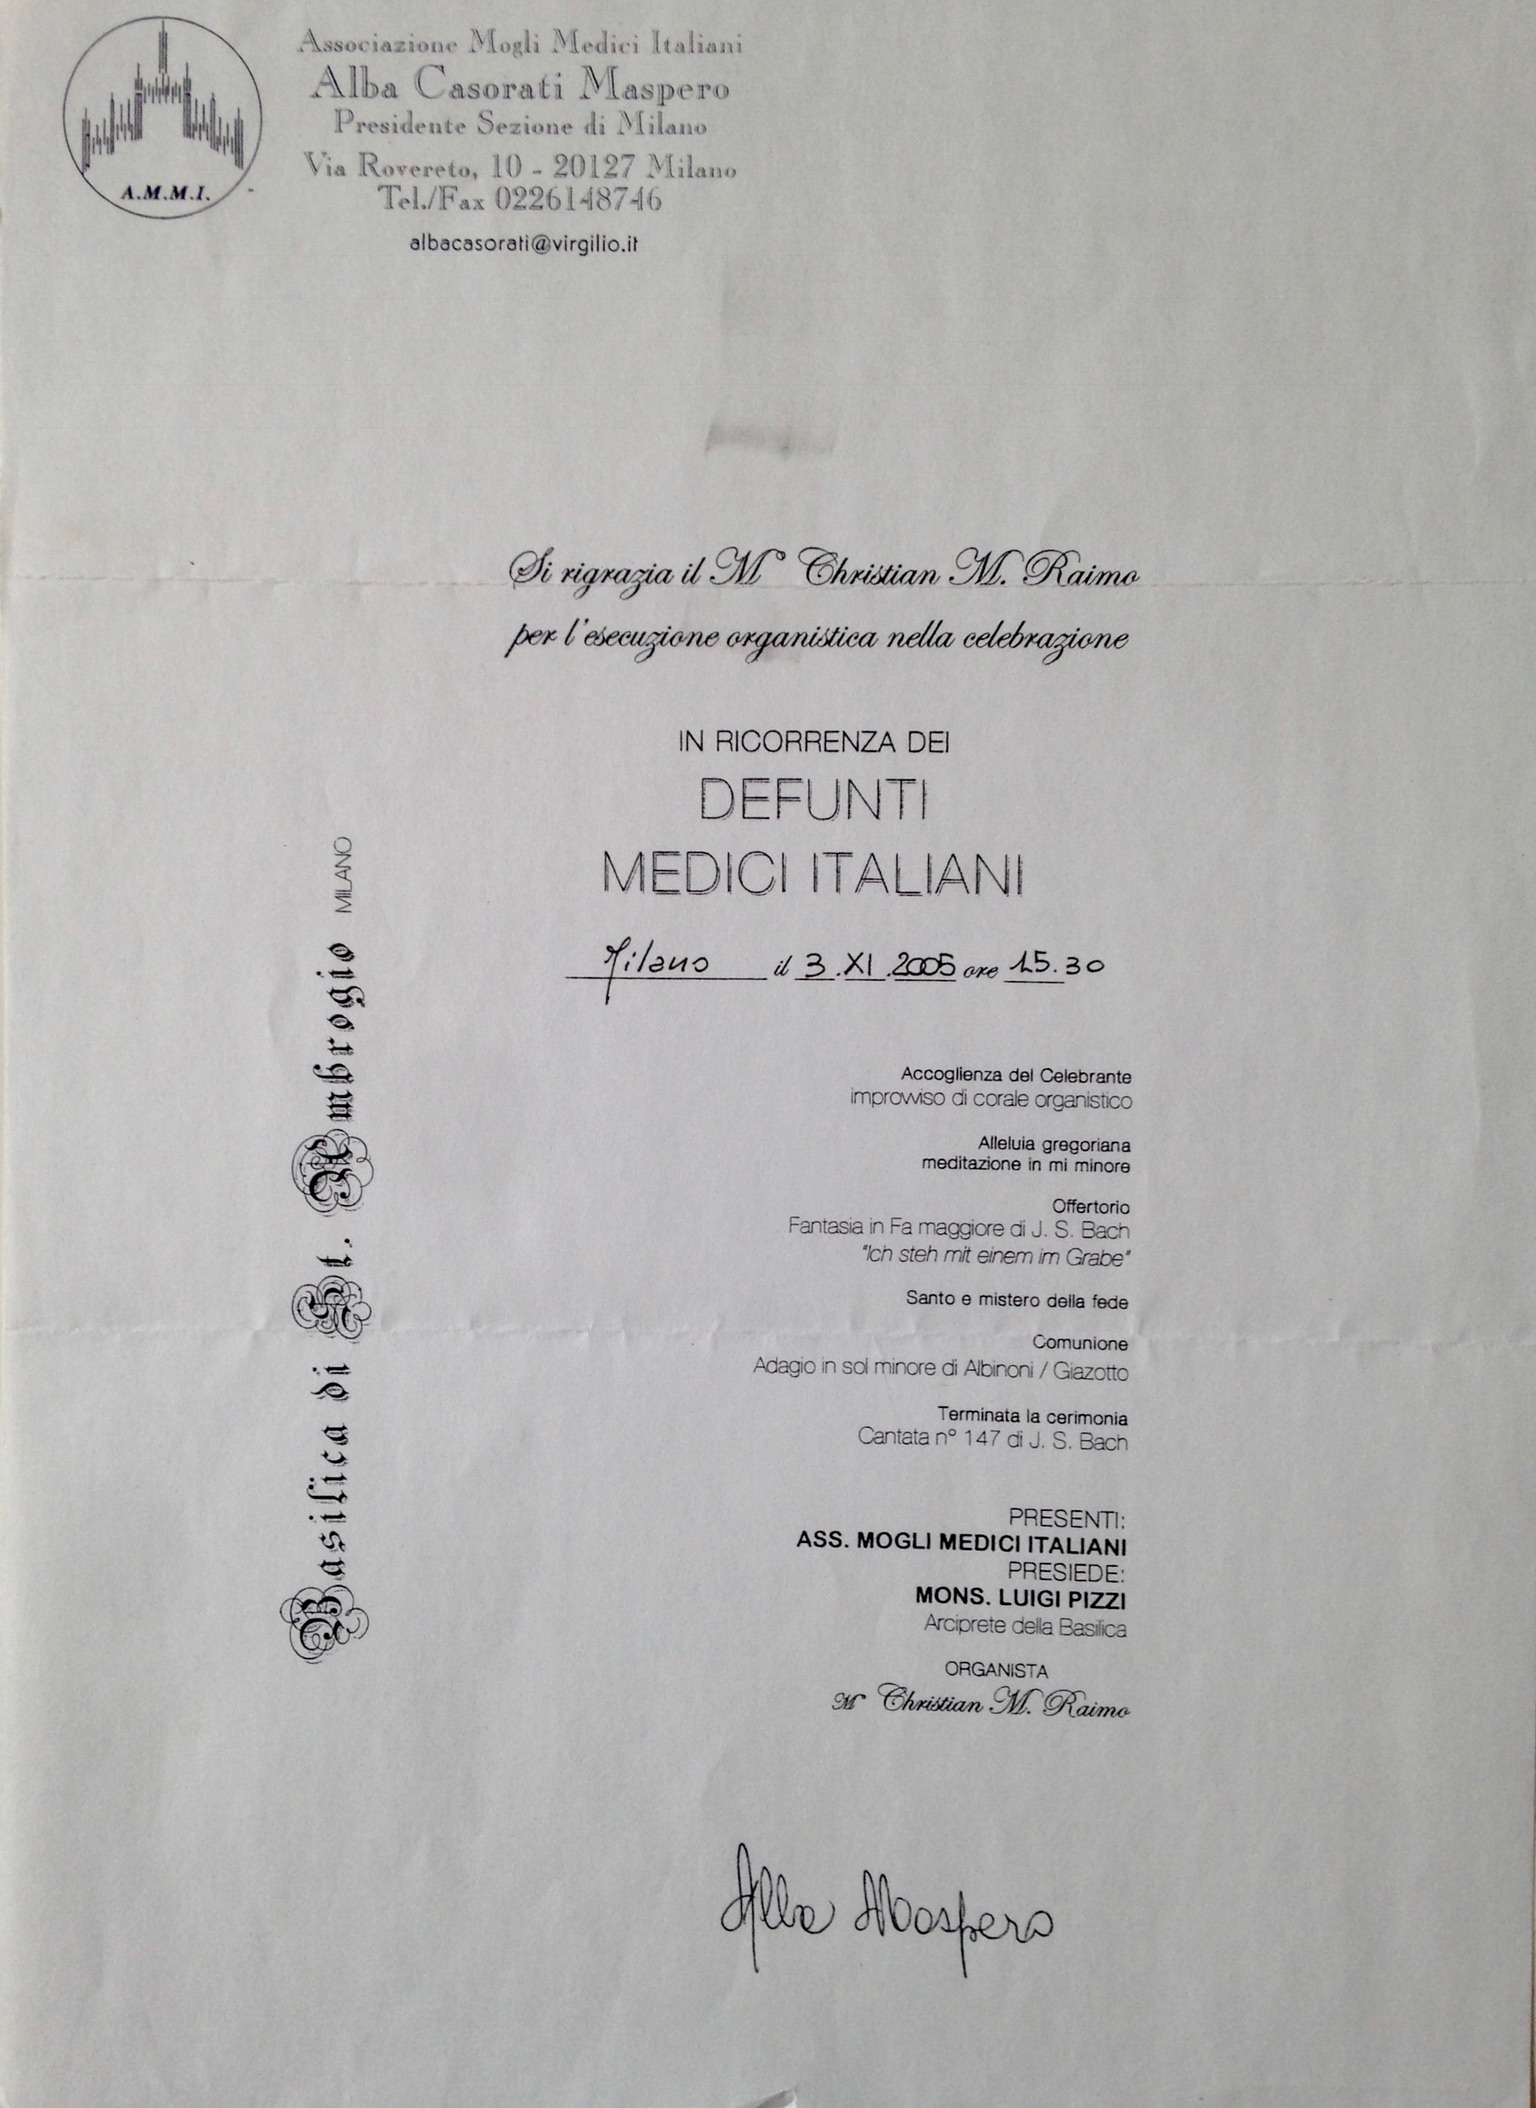 A.M.M.I.
Associazione Mogli Medici Italiani
Alba Casorati Maspero
Presidente Sezione di Milano
Via Rovereto, 10 - 20127 Milano
Tel./Fax 0226148746
albacasorati@virgilio.it
Si rigrazia il M° Christian M. Raimo
per l'esecuzione organistica nella celebrazione
IN RICORRENZA DEI
DEFUNTI
MEDICI ITALIANI
Milano il 3.XI.2005 ore 15.30
Basilica di St. Ambrogio MILANO
Accoglienza del Celebrante
improvviso di corale organistico
Alleluia gregoriana
meditazione in mi minore
Offertorio
Fantasia in Fa maggiore di J. S. Bach
"Ich steh mit einem im Grabe"
Santo e mistero della fede
Comunione
Adagio in sol minore di Albinoni / Giazotto
Terminata la cerimonia
Cantata n° 147 di J. S. Bach
PRESENTI:
ASS. MOGLI MEDICI ITALIANI
PRESIEDE:
MONS. LUIGI PIZZI
Arciprete della Basilica
ORGANISTA
M° Christian M. Raimo
Alba Maspero